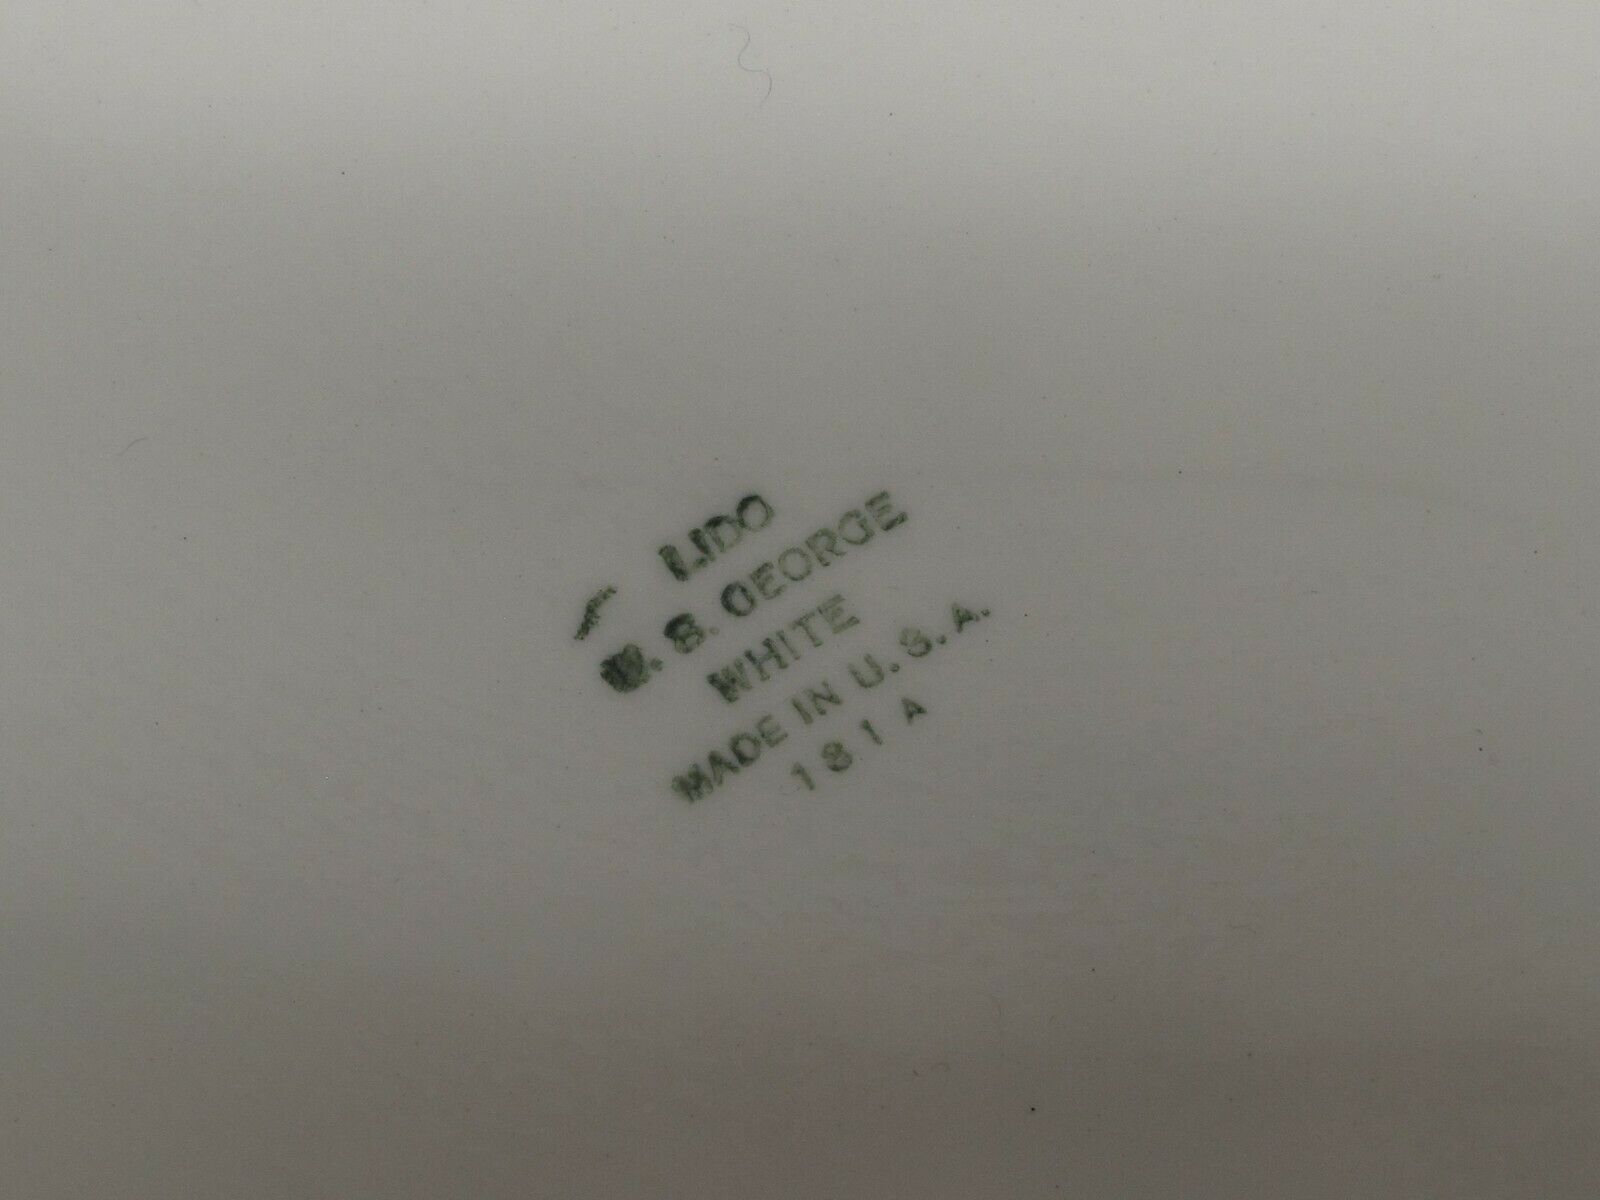 LIDO
W. S. GEORGE
WHITE
MADE IN U. S. A.
181 A